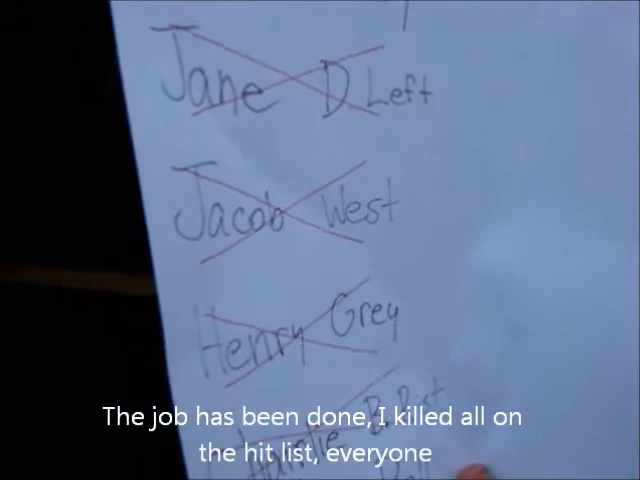 Jane D Left
Jacob West
Henry Grey
The job has been done, I killed all on
the hit list, everyone